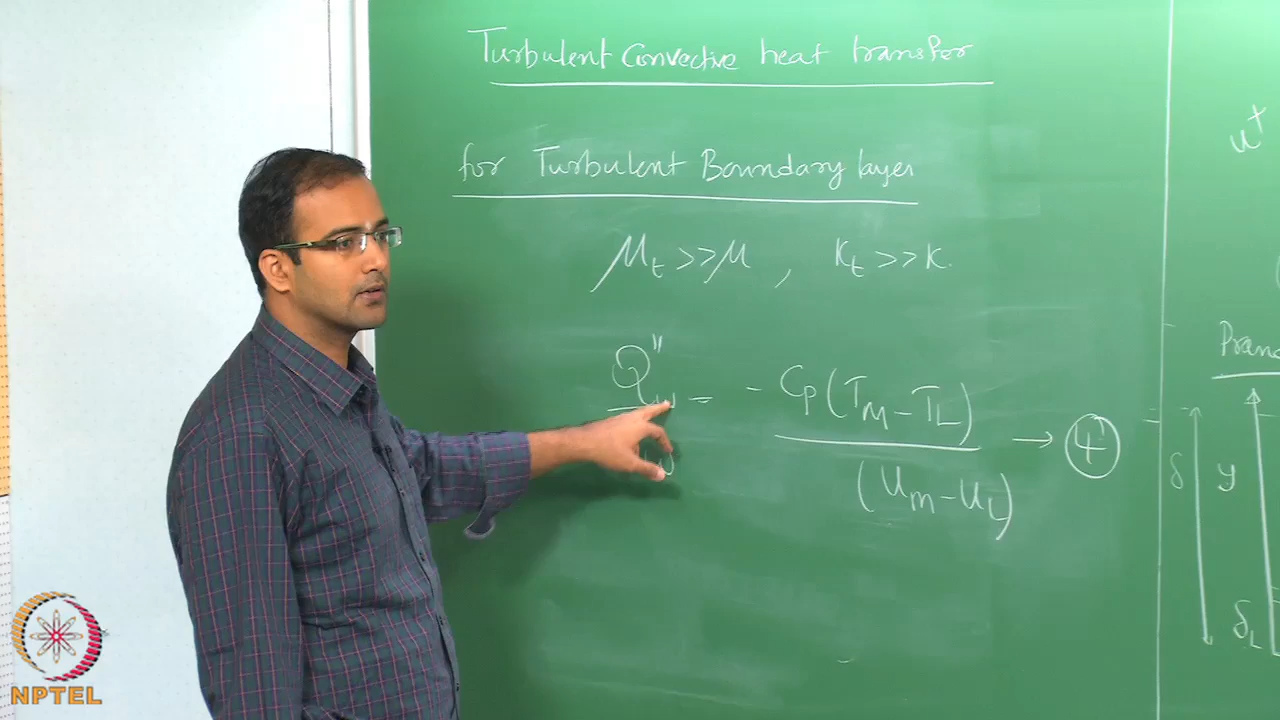 Turbulent Convective heat transfer
for Turbulent Boundary layer
μt >> μ , Kt >> K.
Q"w = - Cp(TM - TL) / (UM - UL) → 4
u+
δ y
δL
NPTEL